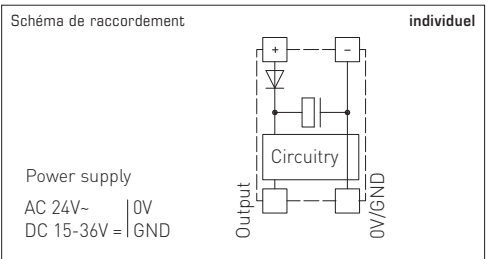 Schéma de raccordement individuel
+ −
Circuitry
Power supply
AC 24V~ | 0V
DC 15-36V = | GND
Output
0V/GND